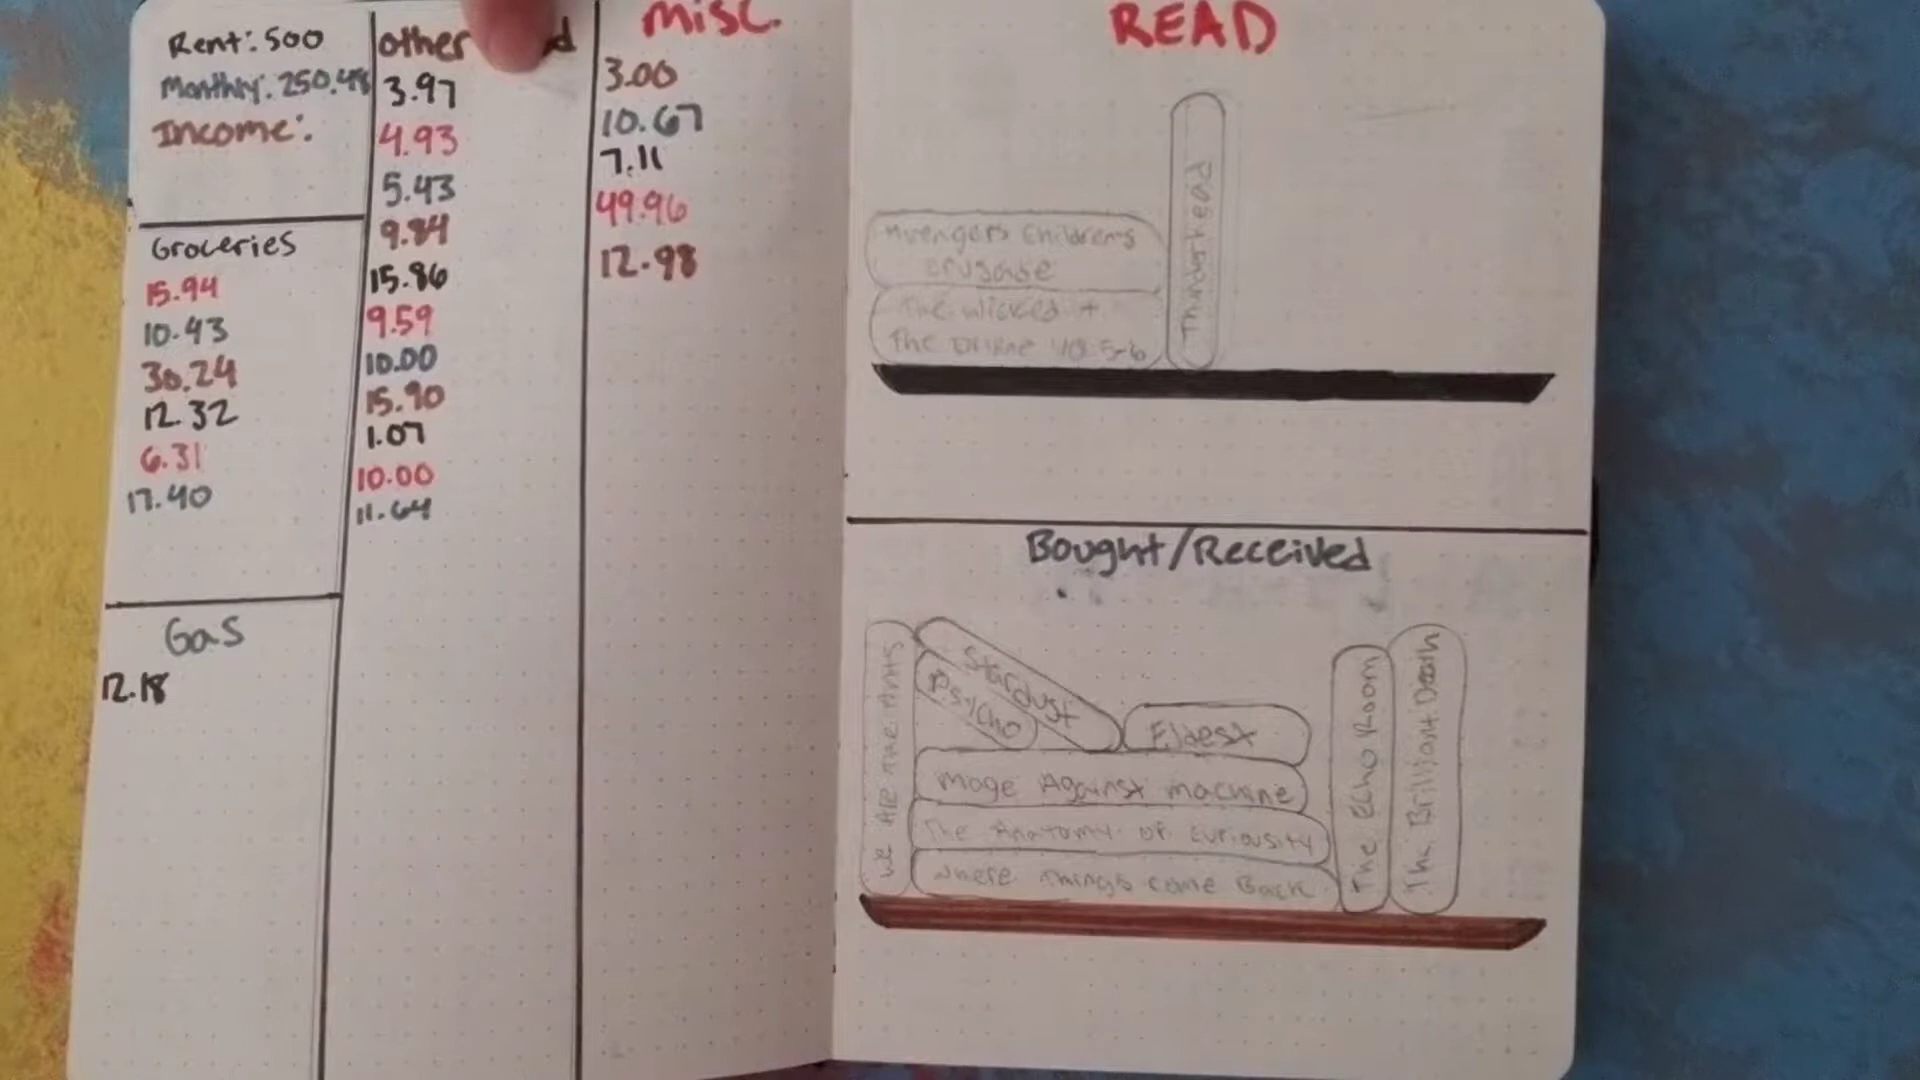 Rent: 500
Monthly: 250.48
Income:
Groceries
15.94
10.43
30.24
12.32
6.31
17.40
Gas
12.18
other
3.97
4.93
5.43
9.84
15.86
9.59
10.00
15.90
1.07
10.00
11.64
misc.
3.00
10.67
7.11
49.96
12.98
READ
Avengers Children's
Crusade
The Wicked +
The Divine vo. 5-6
Thunderhead
Bought/Received
We Are the Ants
Stardust
Psycho
Eldest
Mage Against Machine
The Anatomy of Curiosity
Where Things Come Back
The Echo Room
The Brilliant Death